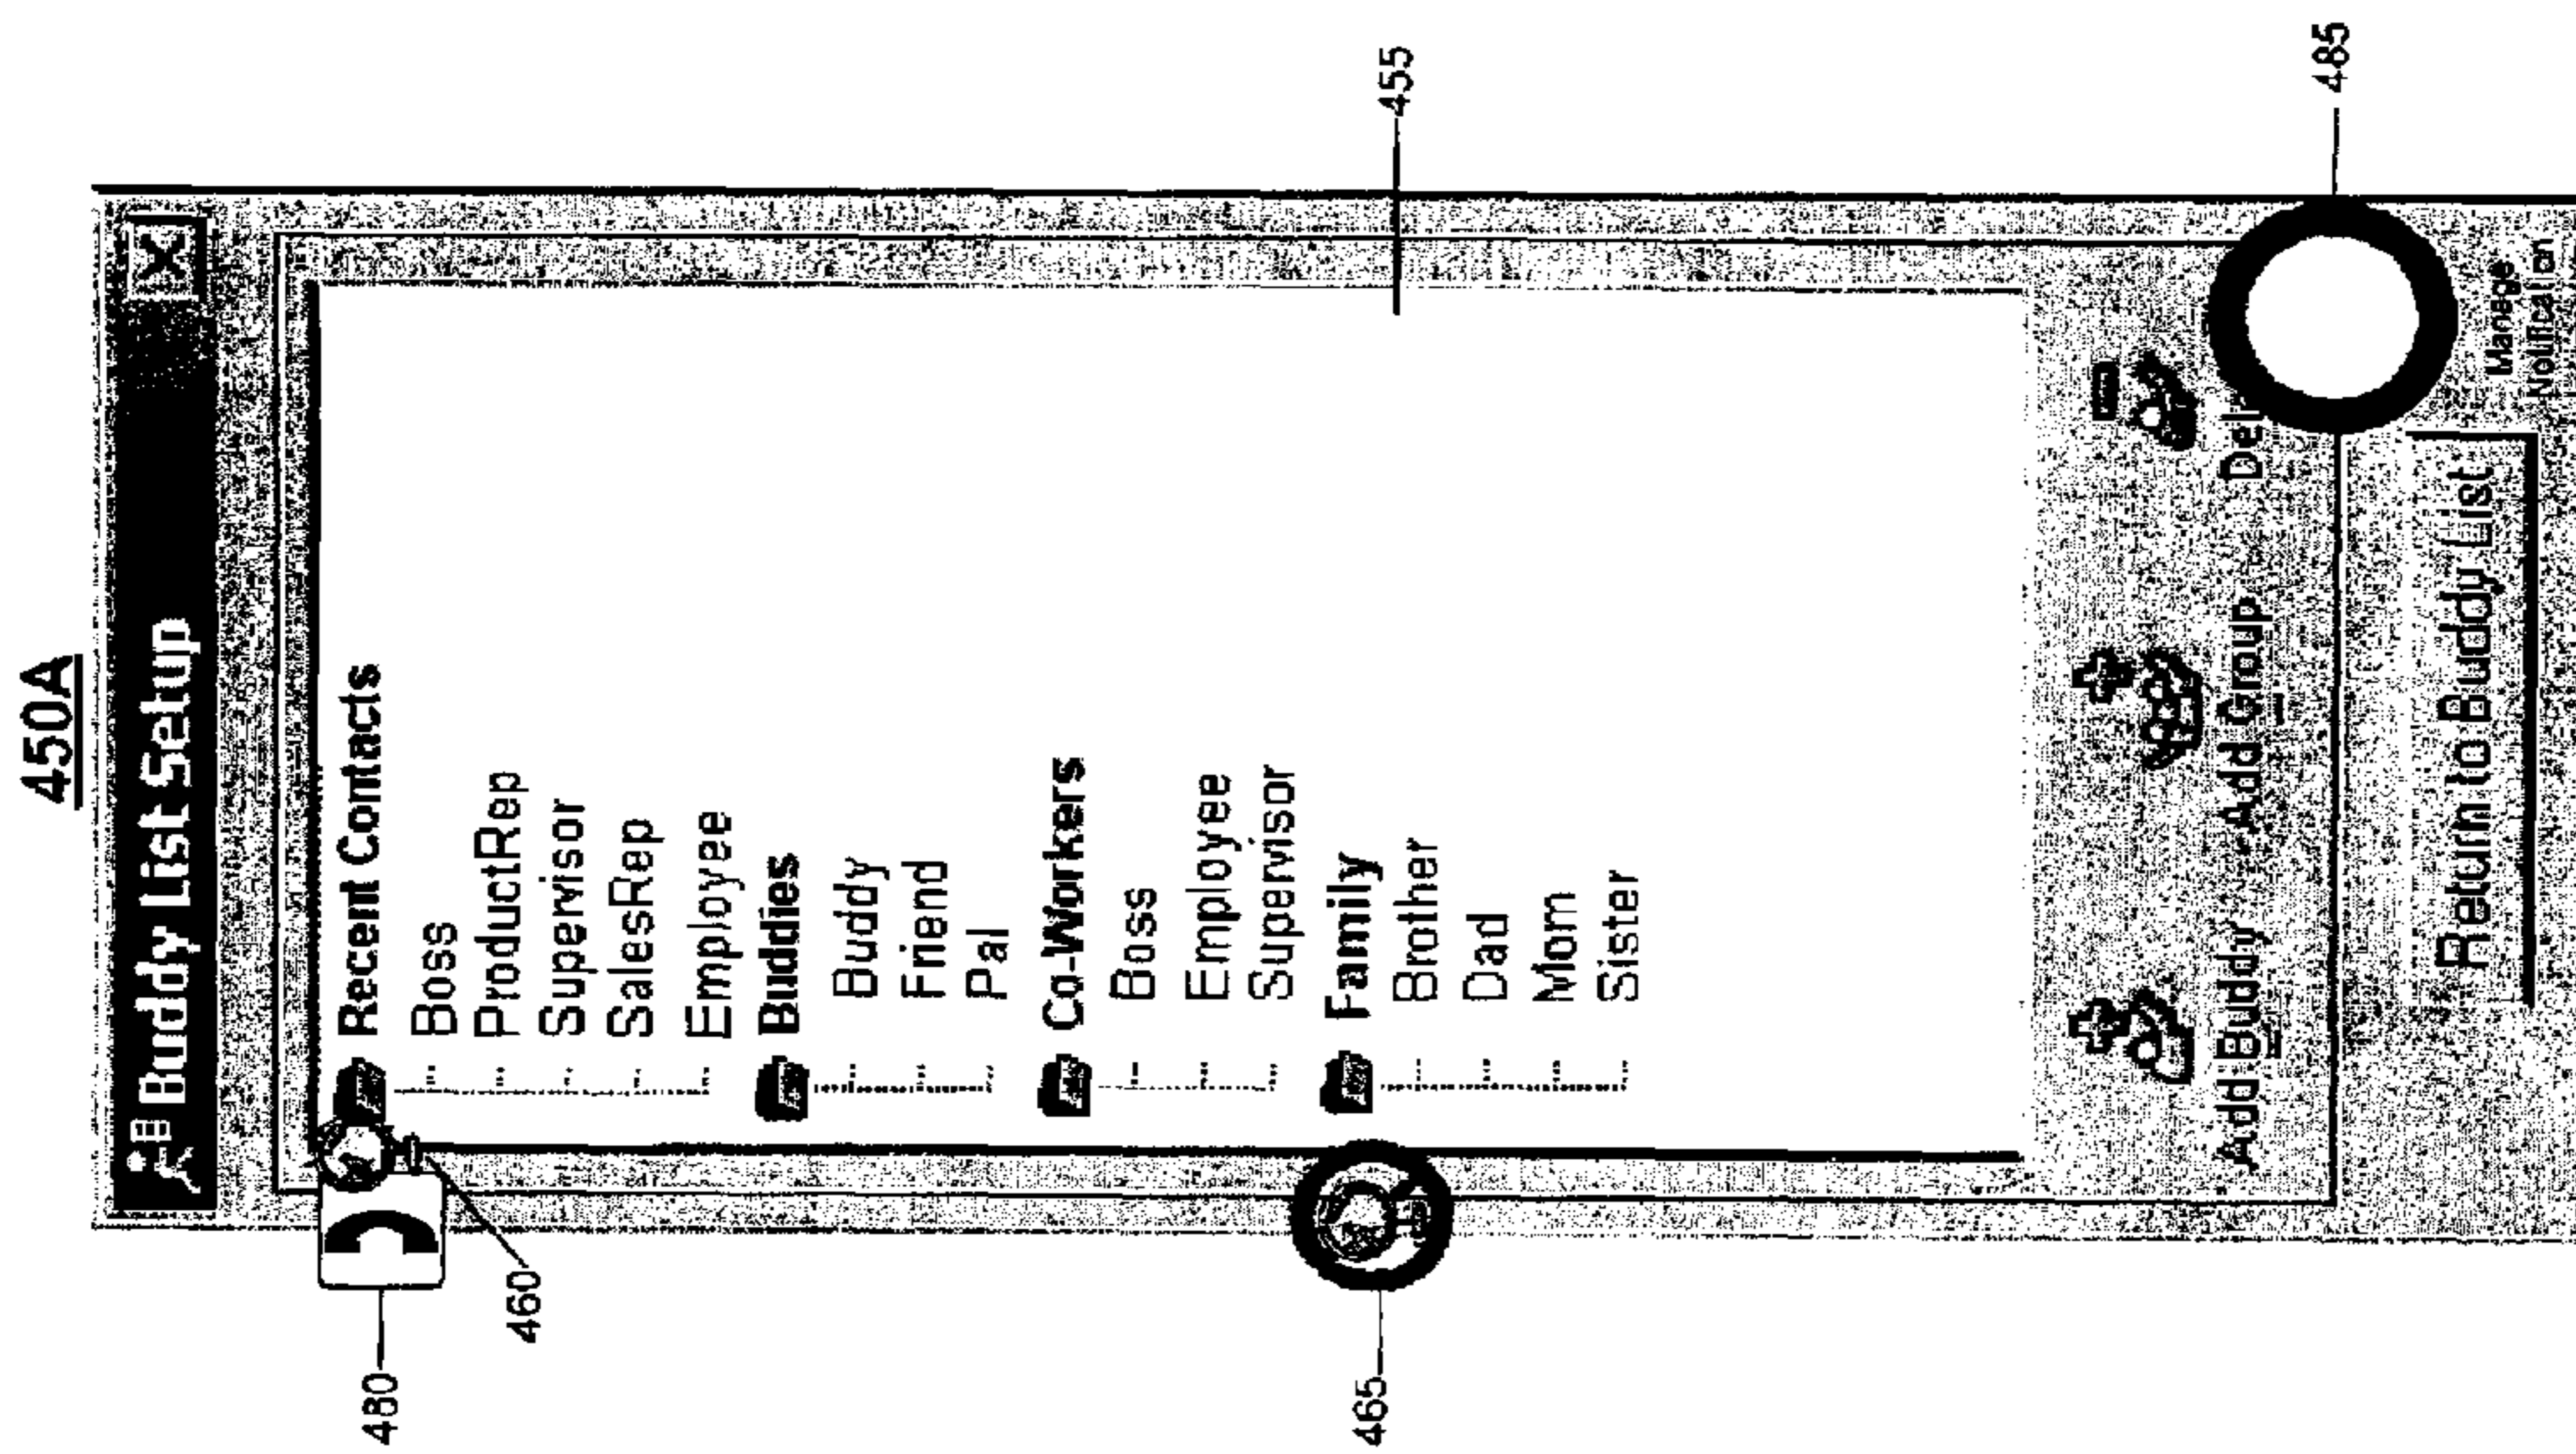 450A
Buddy List Setup
480
460
Recent Contacts
Boss
ProductRep
Supervisor
SalesRep
Employee
Buddies
Buddy
Friend
Pal
Co-Workers
Boss
Employee
Supervisor
455
465
Family
Brother
Dad
Mom
Sister
Add Buddy Add Group Del
485
Return to Buddy List
Manage
Notification